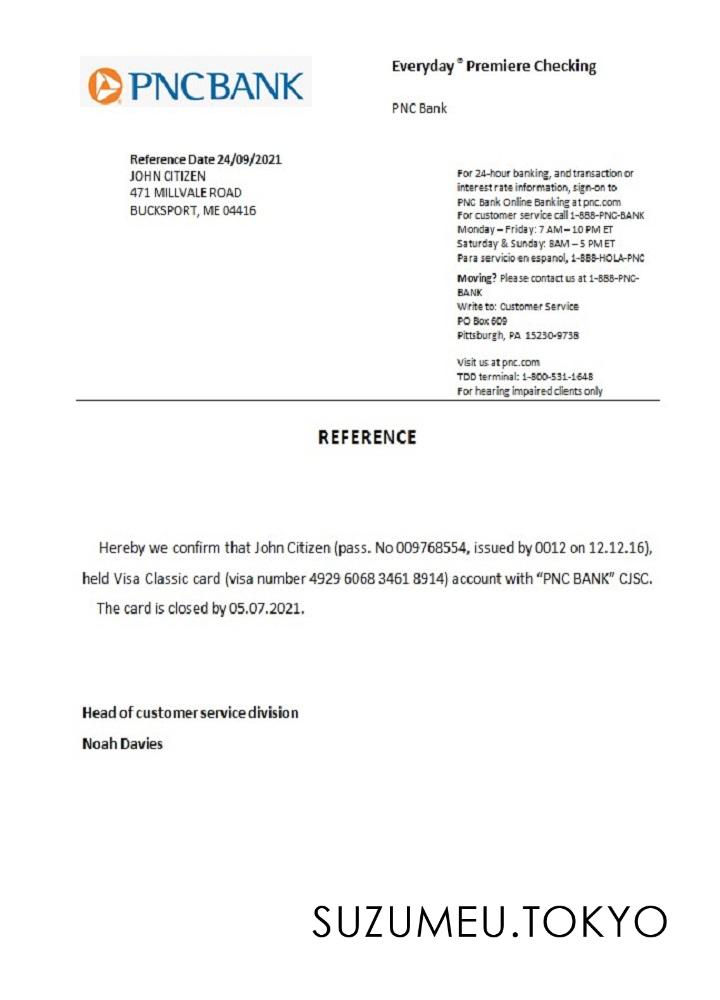 PNCBANK
Everyday® Premiere Checking
PNC Bank
Reference Date 24/09/2021
JOHN CITIZEN
471 MILLVALE ROAD
BUCKSPORT, ME 04416
For 24-hour banking, and transaction or
interest rate information, sign-on to
PNC Bank Online Banking at pnc.com
For customer service call 1-888-PNC-BANK
Monday – Friday: 7 AM – 10 PM ET
Saturday & Sunday: 8AM – 5 PM ET
Para servicio en espanol, 1-888-HOLA-PNC
Moving? Please contact us at 1-888-PNC-
BANK
Write to: Customer Service
PO Box 609
Pittsburgh, PA 15230-9738
Visit us at pnc.com
TDD terminal: 1-800-531-1648
For hearing impaired clients only
REFERENCE
Hereby we confirm that John Citizen (pass. No 009768554, issued by 0012 on 12.12.16),
held Visa Classic card (visa number 4929 6068 3461 8914) account with “PNC BANK” CJSC.
The card is closed by 05.07.2021.
Head of customer service division
Noah Davies
SUZUMEU.TOKYO